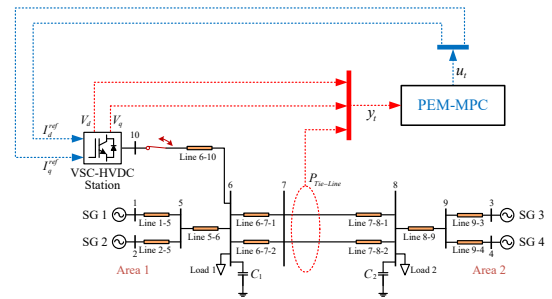 u_t
PEM-MPC
y_t
V_d
V_q
I_d^{ref}
I_q^{ref}
10
VSC-HVDC
Station
Line 6-10
P_{Tie-Line}
6
7
8
SG 1
1
Line 1-5
5
Line 6-7-1
Line 7-8-1
9
Line 9-3
3
SG 3
Line 5-6
Line 8-9
SG 2
2
Line 2-5
Line 6-7-2
Line 7-8-2
Line 9-4
4
SG 4
Area 1
Load 1
C_1
C_2
Load 2
Area 2